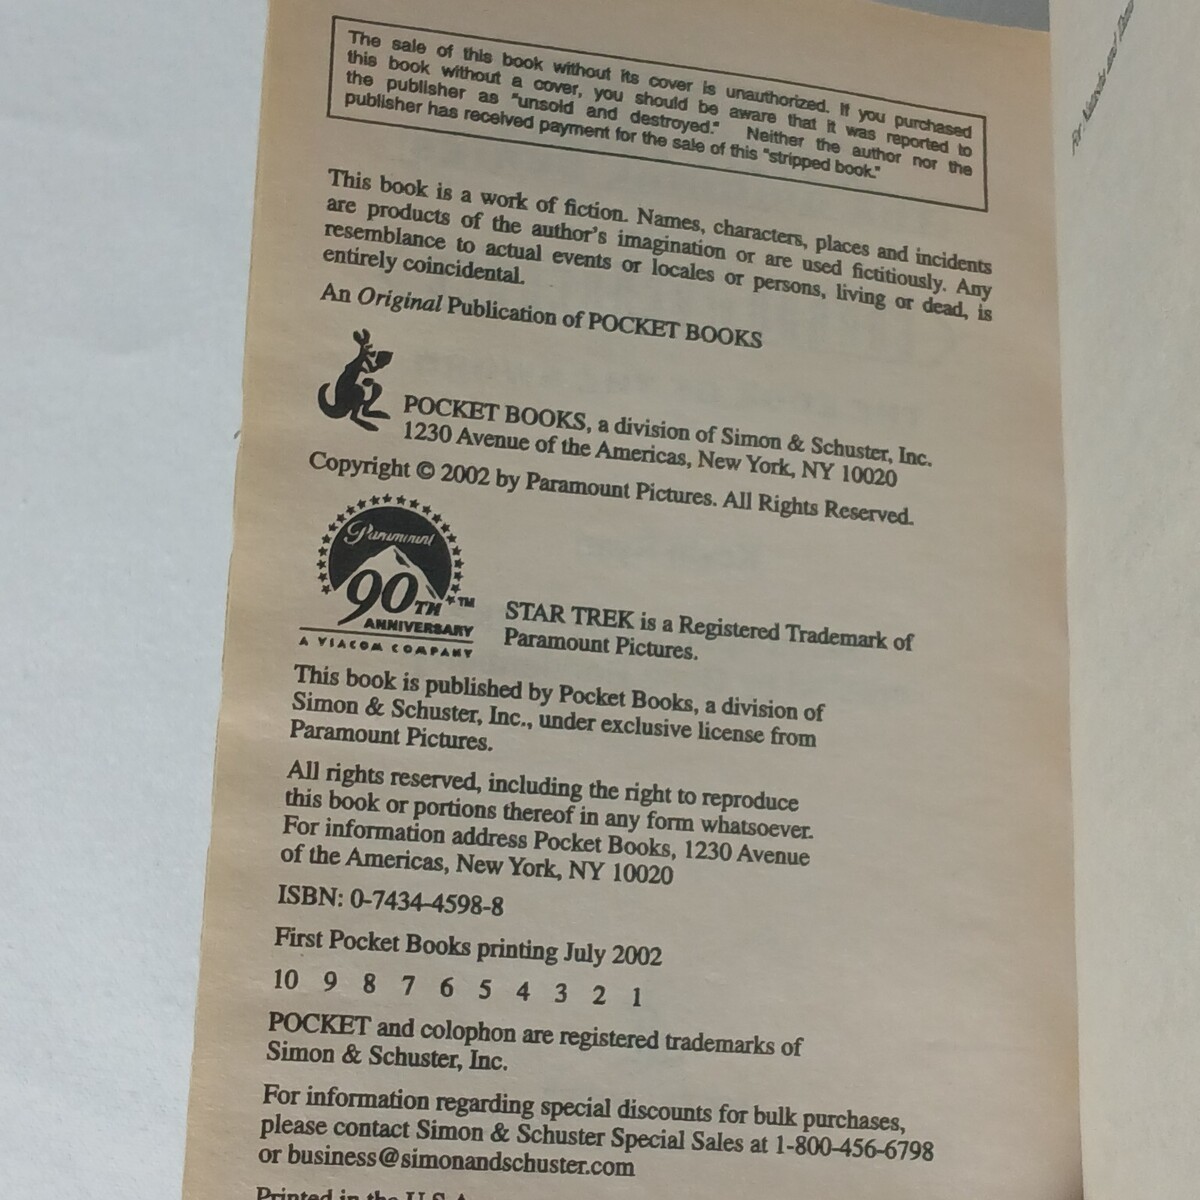 The sale of this book without its cover is unauthorized. If you purchased
this book without a cover, you should be aware that it was reported to
the publisher as "unsold and destroyed." Neither the author nor the
publisher has received payment for the sale of this "stripped book."
This book is a work of fiction. Names, characters, places and incidents
are products of the author's imagination or are used fictitiously. Any
resemblance to actual events or locales or persons, living or dead, is
entirely coincidental.
An Original Publication of POCKET BOOKS
POCKET BOOKS, a division of Simon & Schuster, Inc.
1230 Avenue of the Americas, New York, NY 10020
Copyright © 2002 by Paramount Pictures. All Rights Reserved.
Paramount
90TH TM
ANNIVERSARY
A VIACOM COMPANY
STAR TREK is a Registered Trademark of
Paramount Pictures.
This book is published by Pocket Books, a division of
Simon & Schuster, Inc., under exclusive license from
Paramount Pictures.
All rights reserved, including the right to reproduce
this book or portions thereof in any form whatsoever.
For information address Pocket Books, 1230 Avenue
of the Americas, New York, NY 10020
ISBN: 0-7434-4598-8
First Pocket Books printing July 2002
10 9 8 7 6 5 4 3 2 1
POCKET and colophon are registered trademarks of
Simon & Schuster, Inc.
For information regarding special discounts for bulk purchases,
please contact Simon & Schuster Special Sales at 1-800-456-6798
or business@simonandschuster.com
Printed in the U.S.A.
For Natasha and